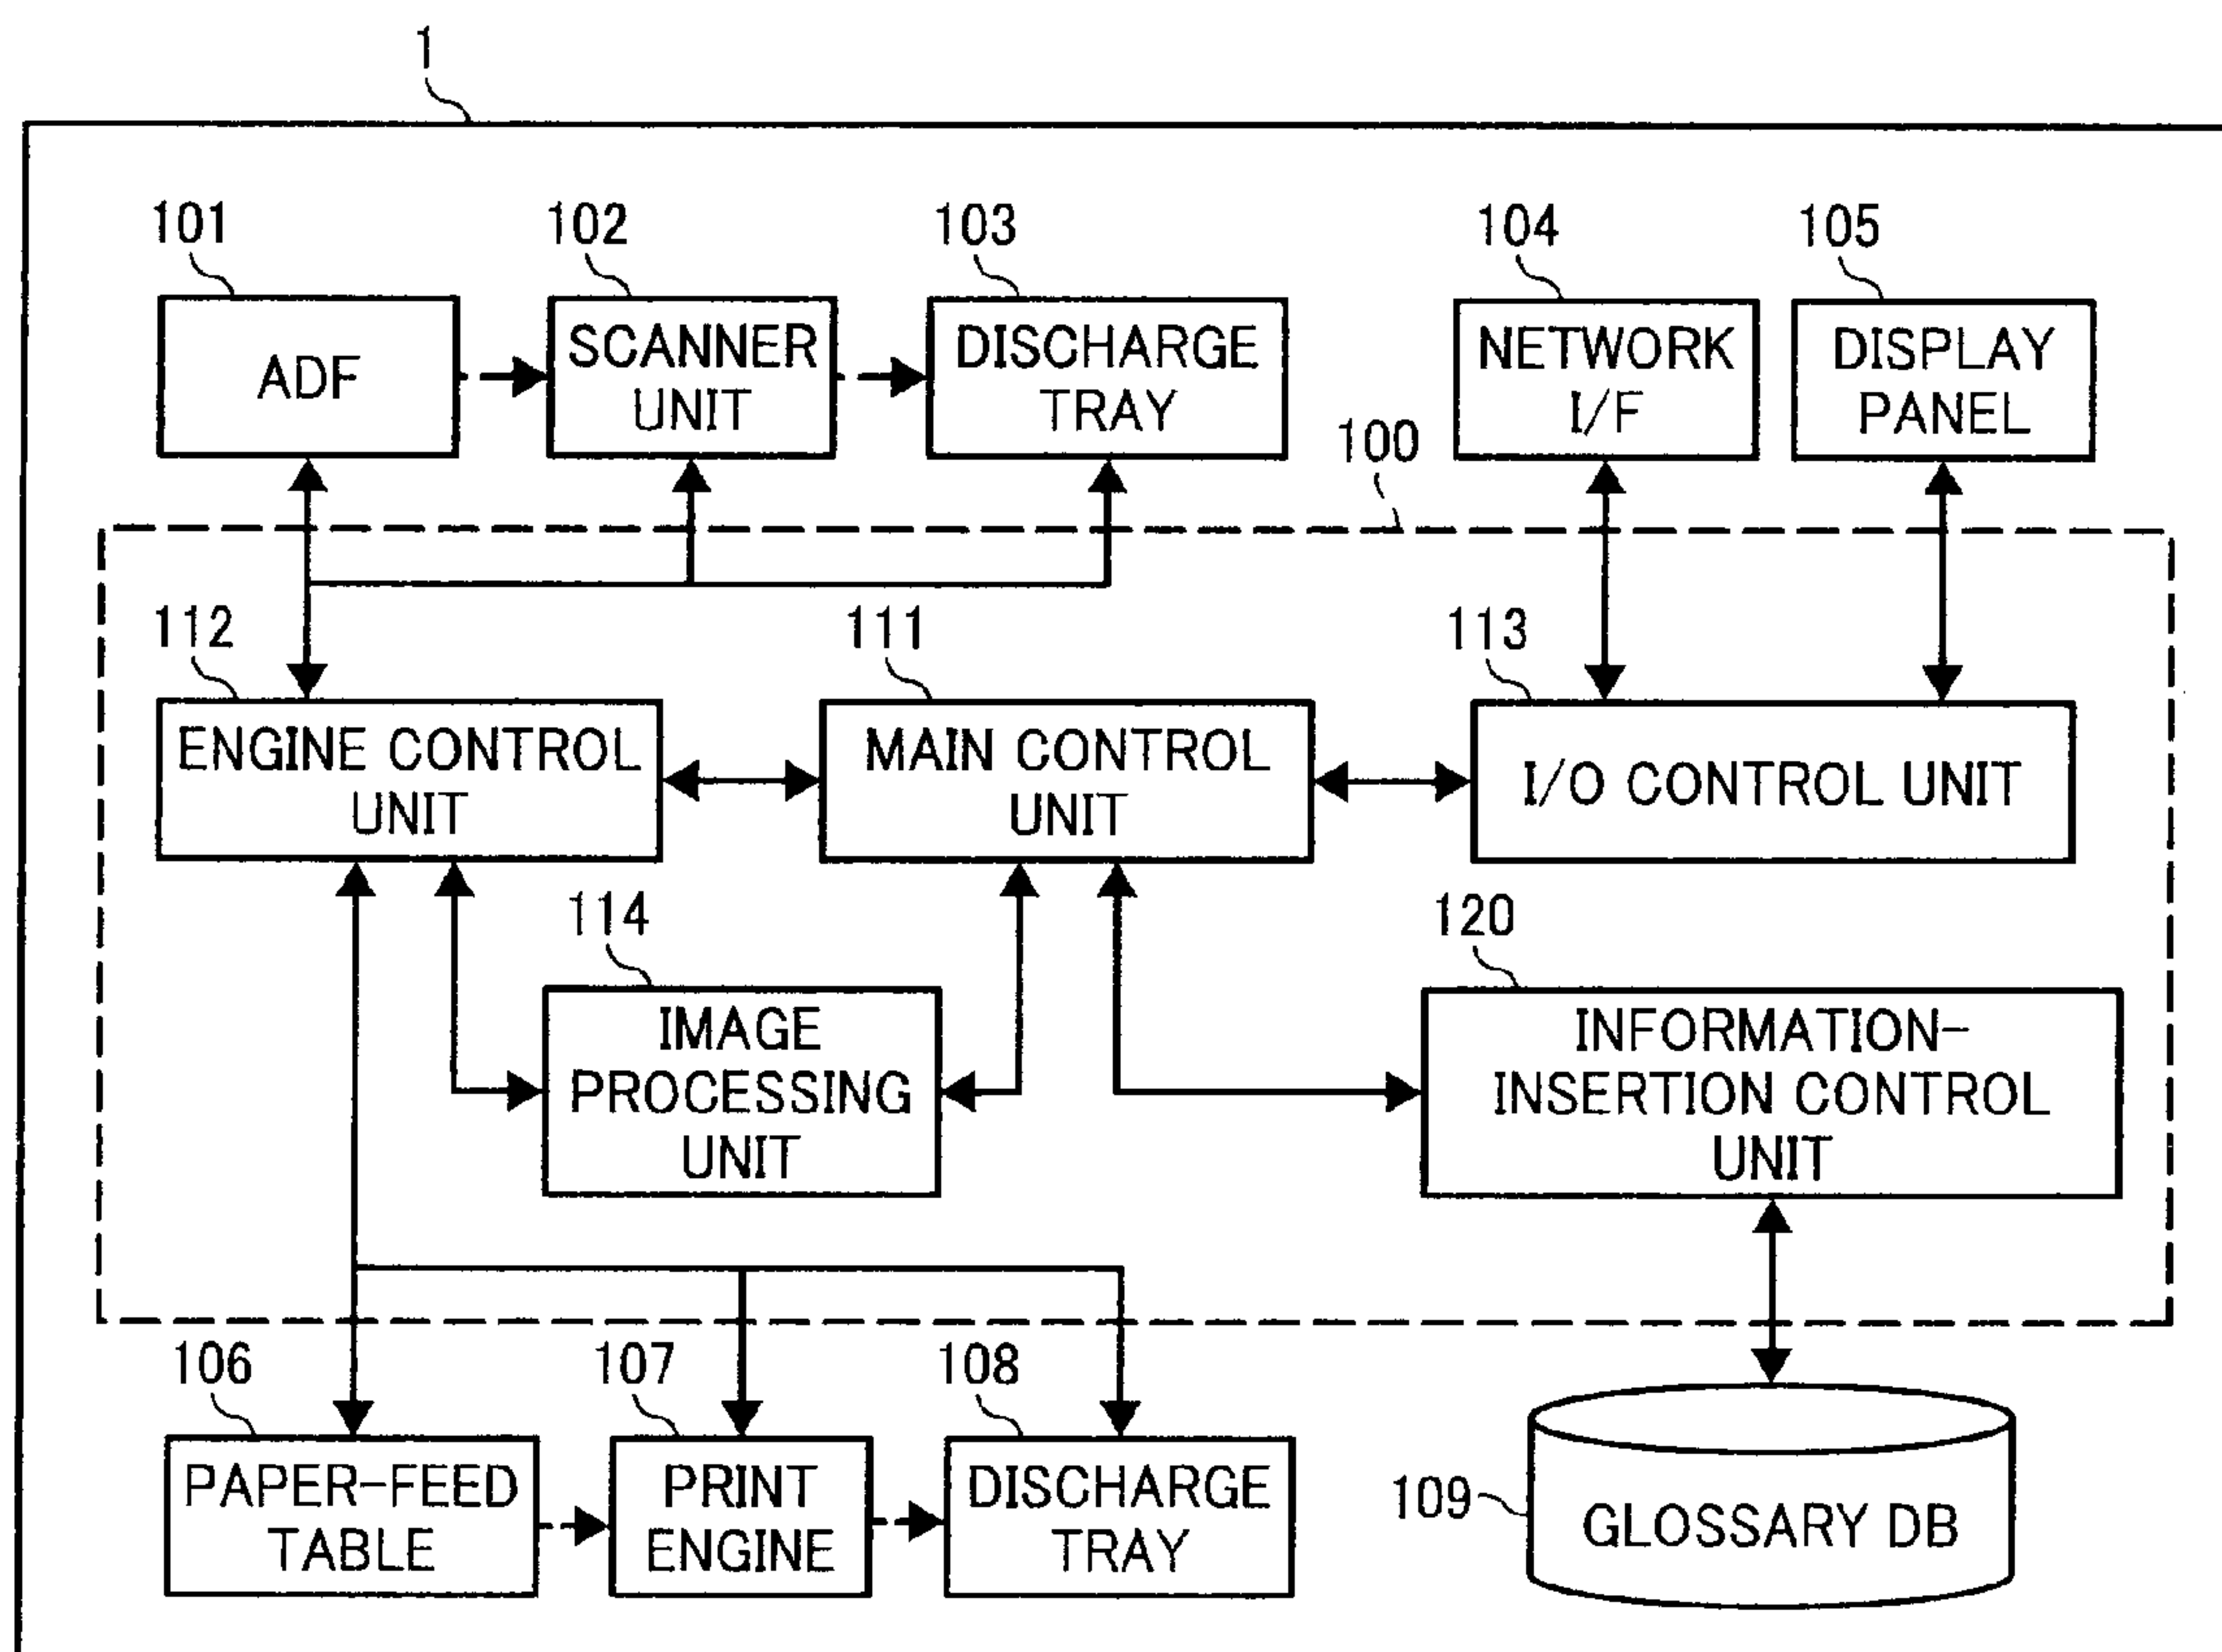 1
101
102
103
104
105
ADF
SCANNER
UNIT
DISCHARGE
TRAY
NETWORK
I/F
DISPLAY
PANEL
100
112
111
113
ENGINE CONTROL
UNIT
MAIN CONTROL
UNIT
I/O CONTROL UNIT
114
120
IMAGE
PROCESSING
UNIT
INFORMATION-
INSERTION CONTROL
UNIT
106
107
108
PAPER-FEED
TABLE
PRINT
ENGINE
DISCHARGE
TRAY
109
GLOSSARY DB